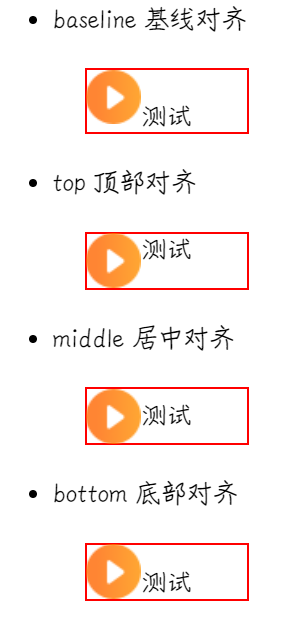 baseline 基线对齐
测试
top 顶部对齐
测试
middle 居中对齐
测试
bottom 底部对齐
测试